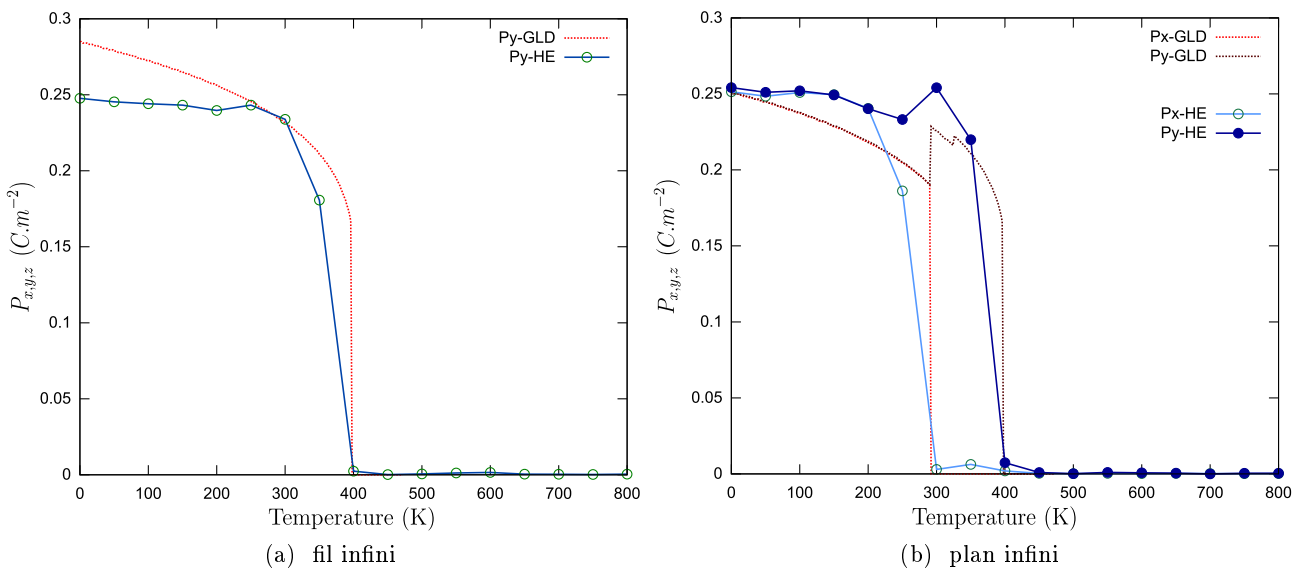 0.3
0.25
0.2
0.15
0.1
0.05
0
P_{x,y,z} (C.m^{-2})
Py-GLD
Py-HE
0 100 200 300 400 500 600 700 800
Temperature (K)
(a) fil infini
0.3
0.25
0.2
0.15
0.1
0.05
0
P_{x,y,z} (C.m^{-2})
Px-GLD
Py-GLD
Px-HE
Py-HE
0 100 200 300 400 500 600 700 800
Temperature (K)
(b) plan infini